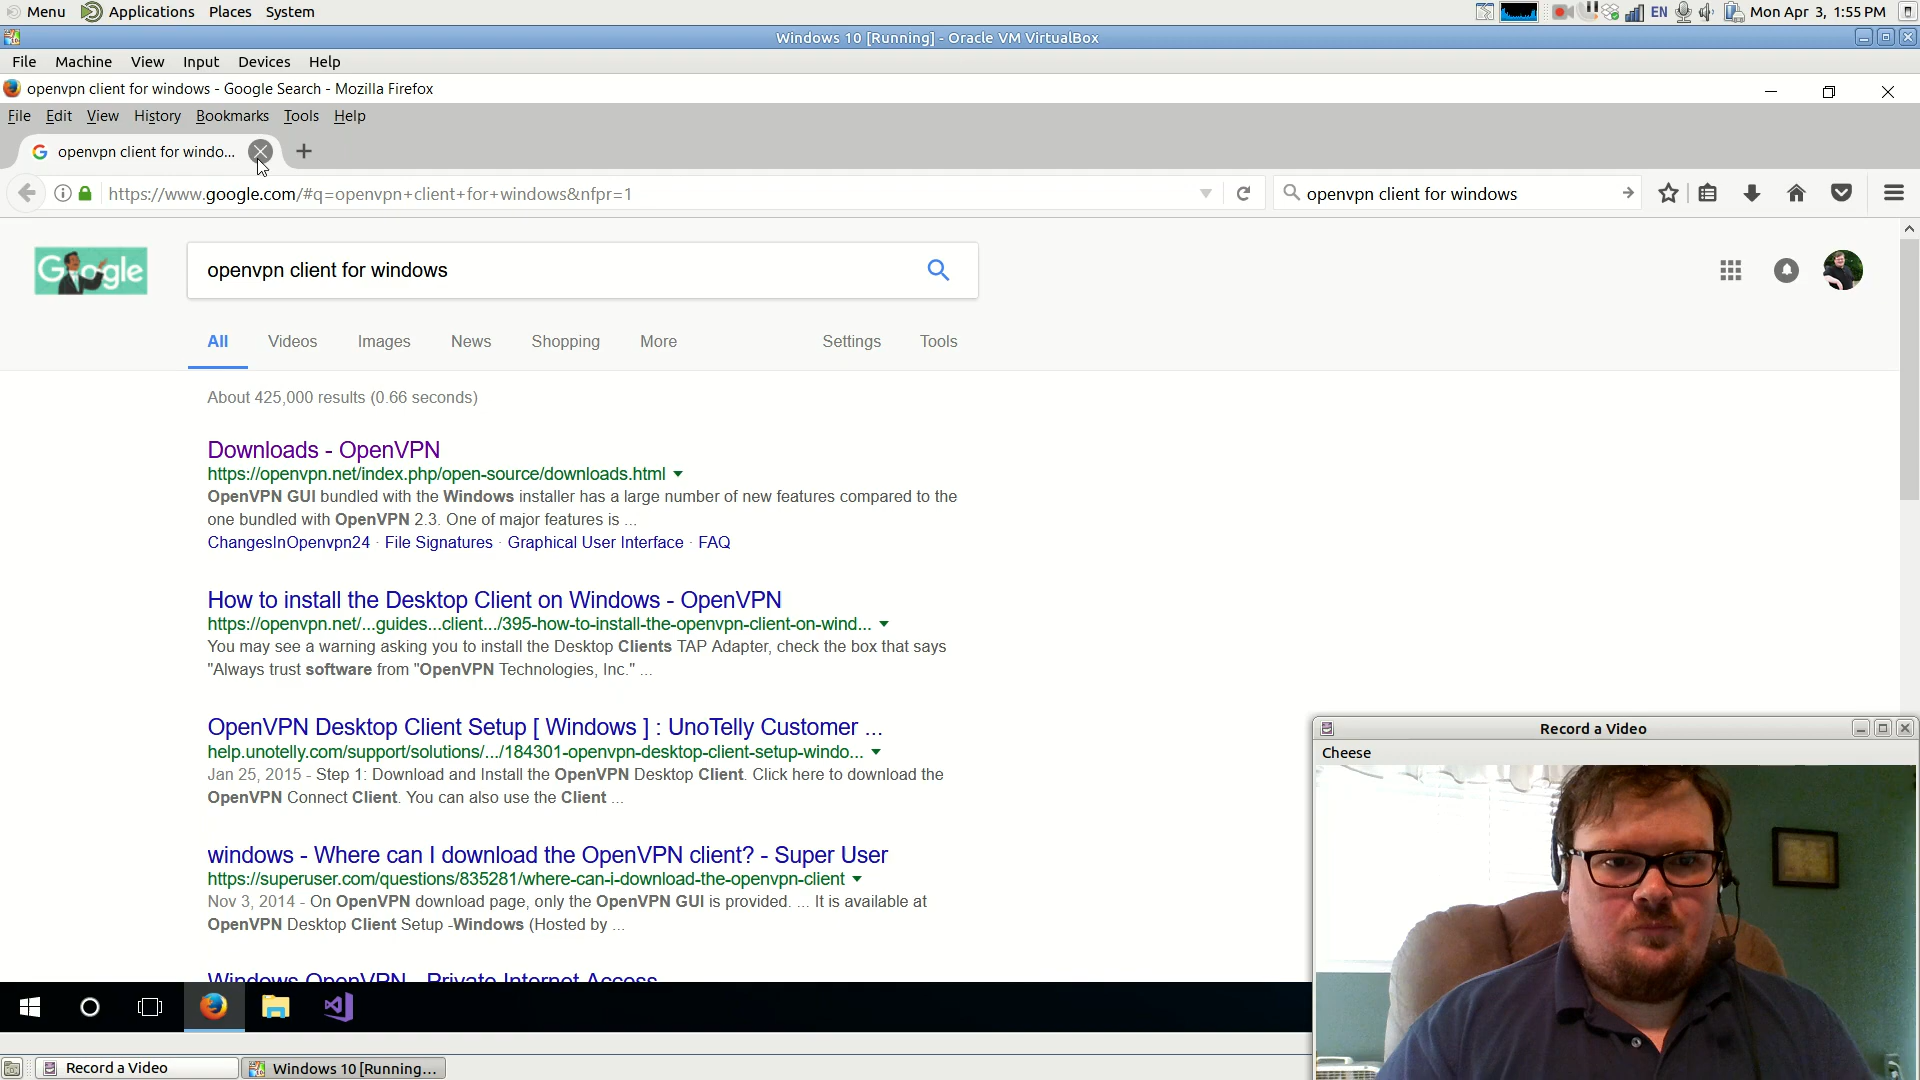 Menu Applications Places System EN Mon Apr 3, 1:55 PM
Windows 10 [Running] - Oracle VM VirtualBox
File Machine View Input Devices Help
openvpn client for windows - Google Search - Mozilla Firefox
File Edit View History Bookmarks Tools Help
openvpn client for windo...
https://www.google.com/#q=openvpn+client+for+windows&nfpr=1 openvpn client for windows
Google openvpn client for windows
All Videos Images News Shopping More Settings Tools
About 425,000 results (0.66 seconds)
Downloads - OpenVPN
https://openvpn.net/index.php/open-source/downloads.html
OpenVPN GUI bundled with the Windows installer has a large number of new features compared to the
one bundled with OpenVPN 2.3. One of major features is ...
ChangesInOpenvpn24 · File Signatures · Graphical User Interface · FAQ
How to install the Desktop Client on Windows - OpenVPN
https://openvpn.net/...guides...client.../395-how-to-install-the-openvpn-client-on-wind...
You may see a warning asking you to install the Desktop Clients TAP Adapter, check the box that says
"Always trust software from "OpenVPN Technologies, Inc." ...
OpenVPN Desktop Client Setup [ Windows ] : UnoTelly Customer ...
help.unotelly.com/support/solutions/.../184301-openvpn-desktop-client-setup-windo...
Jan 25, 2015 - Step 1: Download and Install the OpenVPN Desktop Client. Click here to download the
OpenVPN Connect Client. You can also use the Client ...
windows - Where can I download the OpenVPN client? - Super User
https://superuser.com/questions/835281/where-can-i-download-the-openvpn-client
Nov 3, 2014 - On OpenVPN download page, only the OpenVPN GUI is provided. ... It is available at
OpenVPN Desktop Client Setup -Windows (Hosted by ...
Windows OpenVPN - Private Internet Access
Record a Video
Cheese
Record a Video Windows 10 [Running...